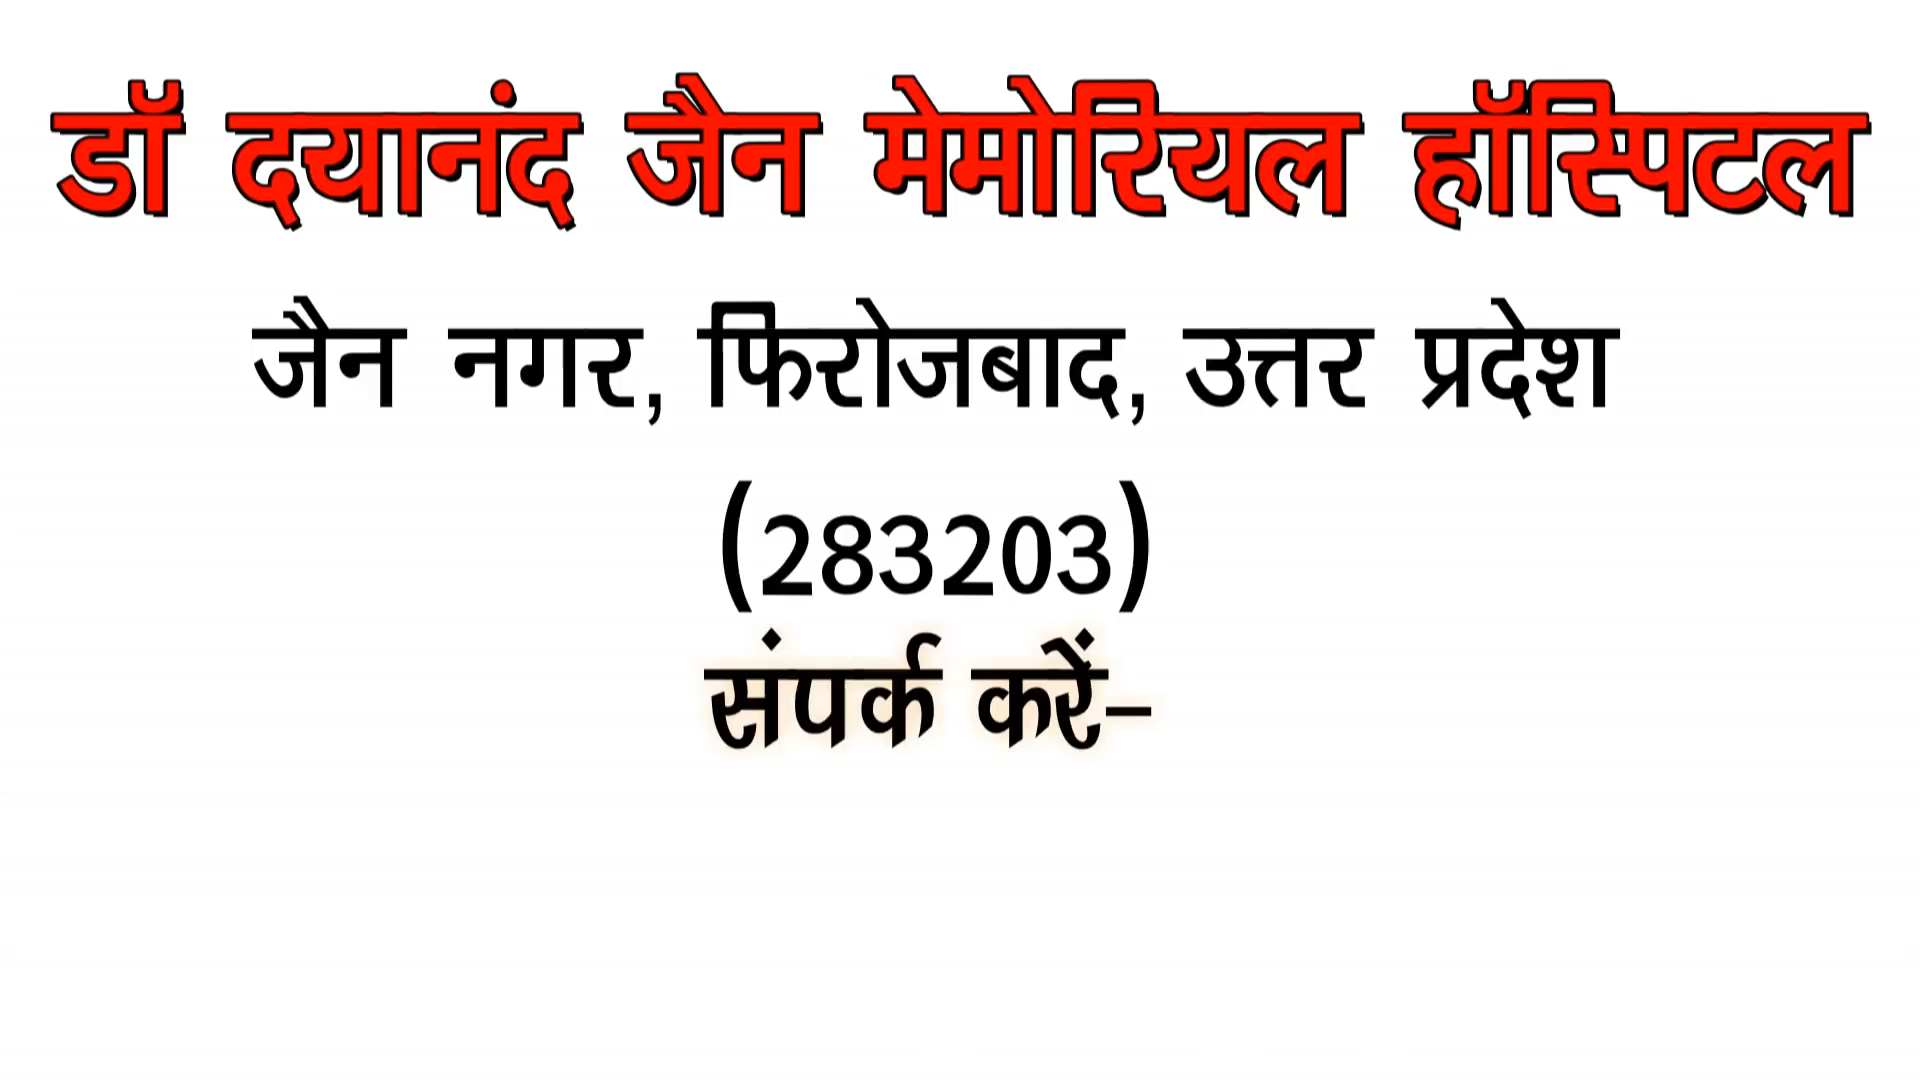 डॉ दयानंद जैन मेमोरियल हॉस्पिटल
जैन नगर, फिरोजबाद, उत्तर प्रदेश
(283203)
संपर्क करें–